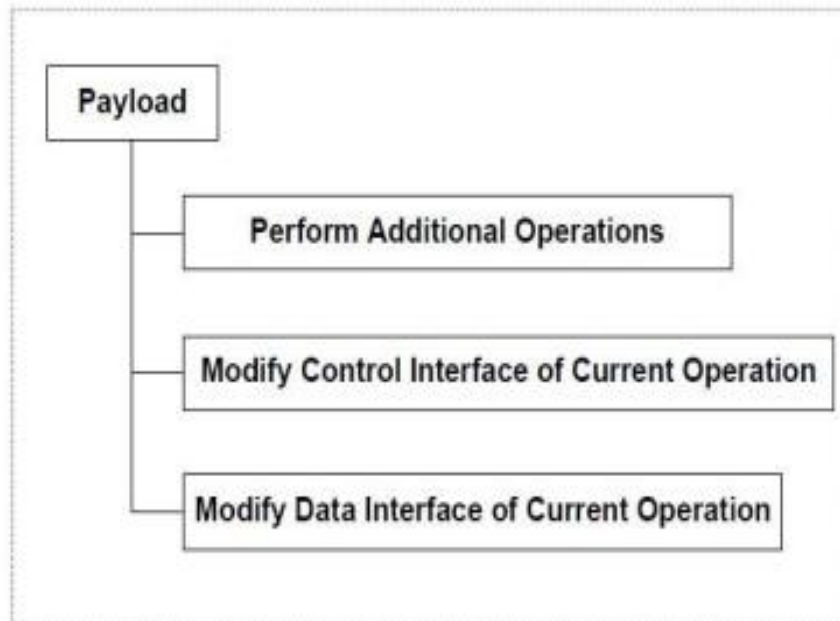 Payload
Perform Additional Operations
Modify Control Interface of Current Operation
Modify Data Interface of Current Operation